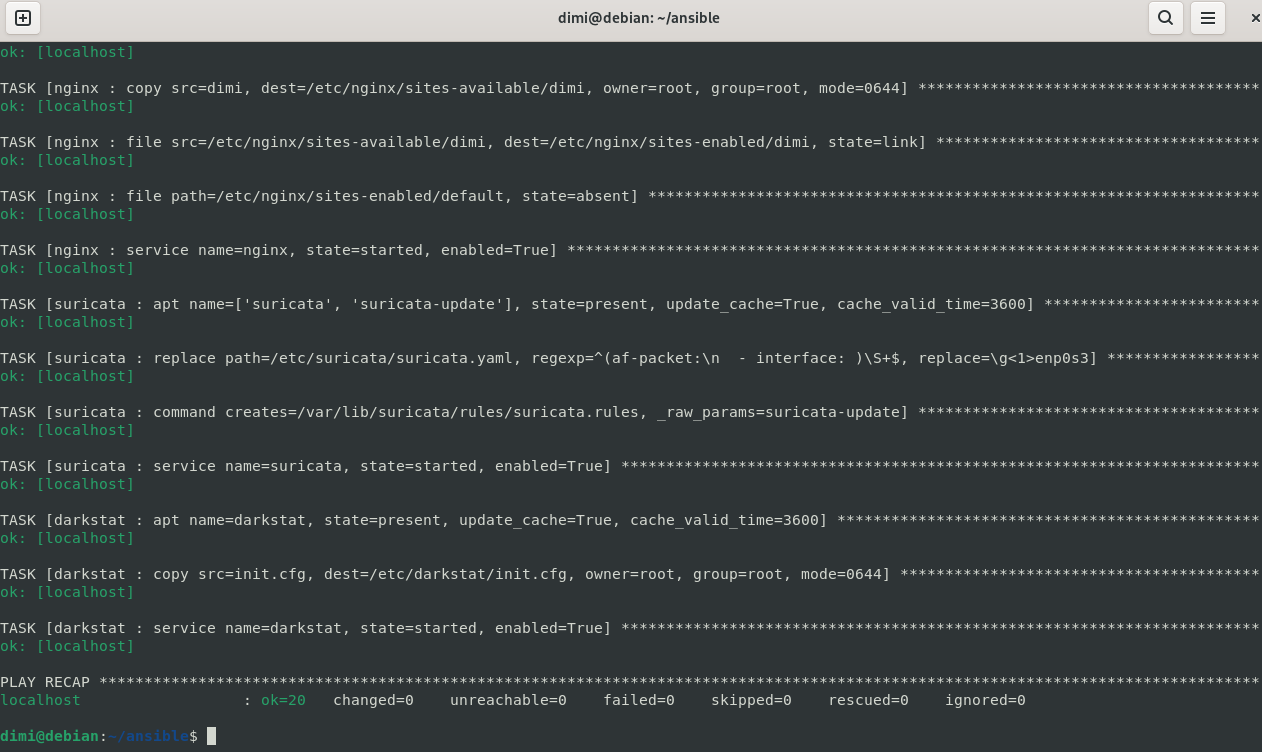 dimi@debian: ~/ansible
ok: [localhost]
TASK [nginx : copy src=dimi, dest=/etc/nginx/sites-available/dimi, owner=root, group=root, mode=0644] **************************************
ok: [localhost]
TASK [nginx : file src=/etc/nginx/sites-available/dimi, dest=/etc/nginx/sites-enabled/dimi, state=link] ************************************
ok: [localhost]
TASK [nginx : file path=/etc/nginx/sites-enabled/default, state=absent] ********************************************************************
ok: [localhost]
TASK [nginx : service name=nginx, state=started, enabled=True] *****************************************************************************
ok: [localhost]
TASK [suricata : apt name=['suricata', 'suricata-update'], state=present, update_cache=True, cache_valid_time=3600] ************************
ok: [localhost]
TASK [suricata : replace path=/etc/suricata/suricata.yaml, regexp=^(af-packet:\n  - interface: )\S+$, replace=\g<1>enp0s3] *****************
ok: [localhost]
TASK [suricata : command creates=/var/lib/suricata/rules/suricata.rules, _raw_params=suricata-update] **************************************
ok: [localhost]
TASK [suricata : service name=suricata, state=started, enabled=True] ***********************************************************************
ok: [localhost]
TASK [darkstat : apt name=darkstat, state=present, update_cache=True, cache_valid_time=3600] ***********************************************
ok: [localhost]
TASK [darkstat : copy src=init.cfg, dest=/etc/darkstat/init.cfg, owner=root, group=root, mode=0644] ****************************************
ok: [localhost]
TASK [darkstat : service name=darkstat, state=started, enabled=True] ***********************************************************************
ok: [localhost]
PLAY RECAP *********************************************************************************************************************************
localhost                  : ok=20   changed=0    unreachable=0    failed=0    skipped=0    rescued=0    ignored=0
dimi@debian:~/ansible$